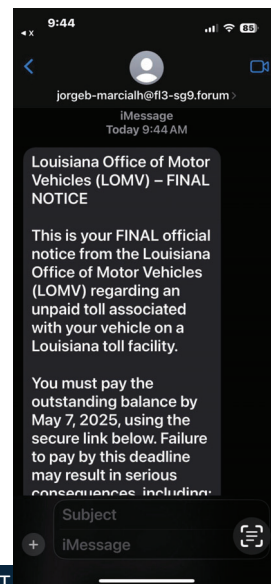 9:44
X
83
jorgeb-marcialh@fl3-sg9.forum
iMessage
Today 9:44 AM
Louisiana Office of Motor
Vehicles (LOMV) – FINAL
NOTICE
This is your FINAL official
notice from the Louisiana
Office of Motor Vehicles
(LOMV) regarding an
unpaid toll associated
with your vehicle on a
Louisiana toll facility.
You must pay the
outstanding balance by
May 7, 2025, using the
secure link below. Failure
to pay by this deadline
may result in serious
consequences, including:
Subject
iMessage
T